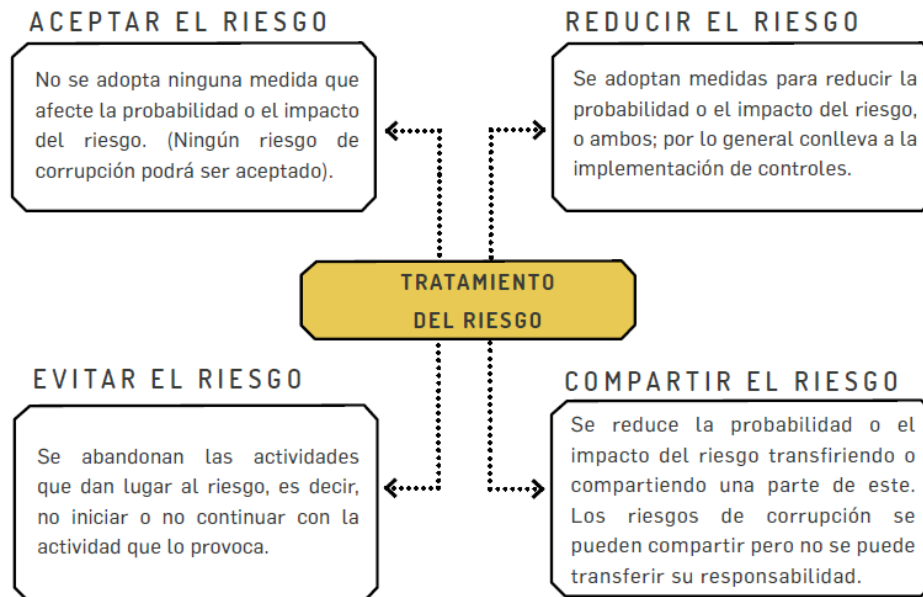 ACEPTAR EL RIESGO
No se adopta ninguna medida que
afecte la probabilidad o el impacto
del riesgo. (Ningún riesgo de
corrupción podrá ser aceptado).
REDUCIR EL RIESGO
Se adoptan medidas para reducir la
probabilidad o el impacto del riesgo,
o ambos; por lo general conlleva a la
implementación de controles.
TRATAMIENTO
DEL RIESGO
EVITAR EL RIESGO
Se abandonan las actividades
que dan lugar al riesgo, es decir,
no iniciar o no continuar con la
actividad que lo provoca.
COMPARTIR EL RIESGO
Se reduce la probabilidad o el
impacto del riesgo transfiriendo o
compartiendo una parte de este.
Los riesgos de corrupción se
pueden compartir pero no se puede
transferir su responsabilidad.